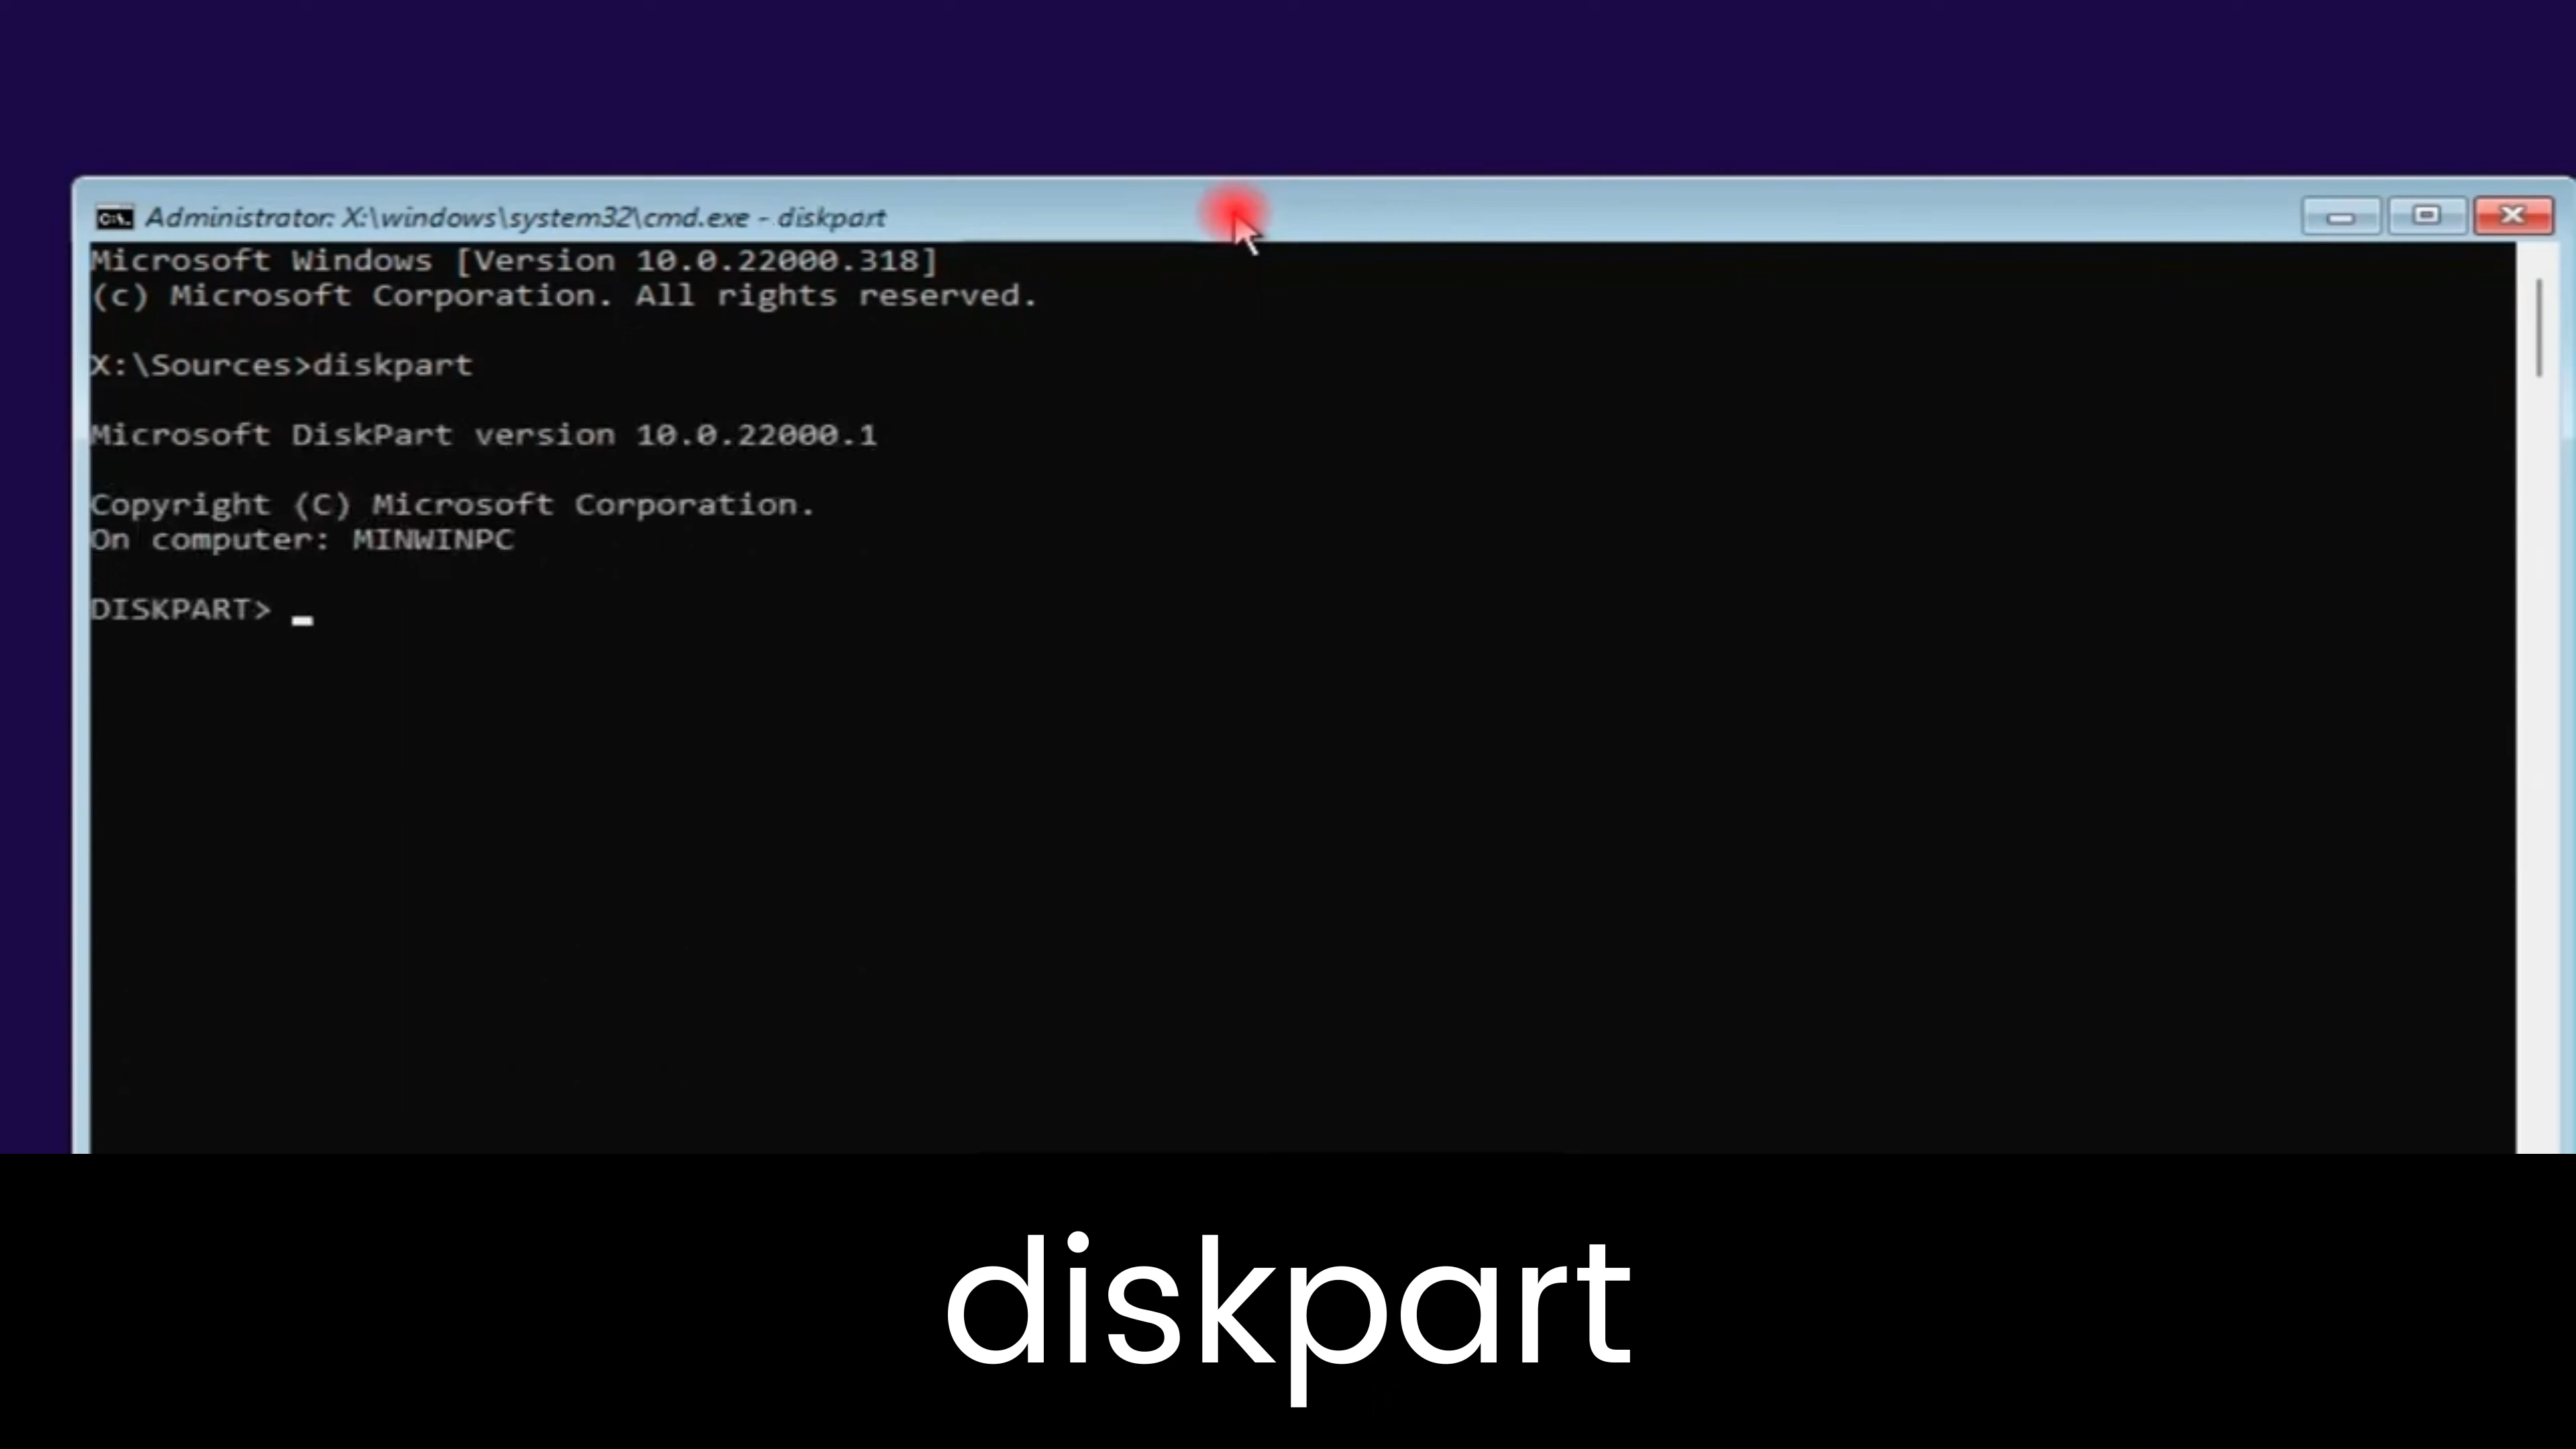 Administrator: X:\windows\system32\cmd.exe - diskpart
Microsoft Windows [Version 10.0.22000.318]
(c) Microsoft Corporation. All rights reserved.
X:\Sources>diskpart
Microsoft DiskPart version 10.0.22000.1
Copyright (C) Microsoft Corporation.
On computer: MINWINPC
DISKPART>
diskpart